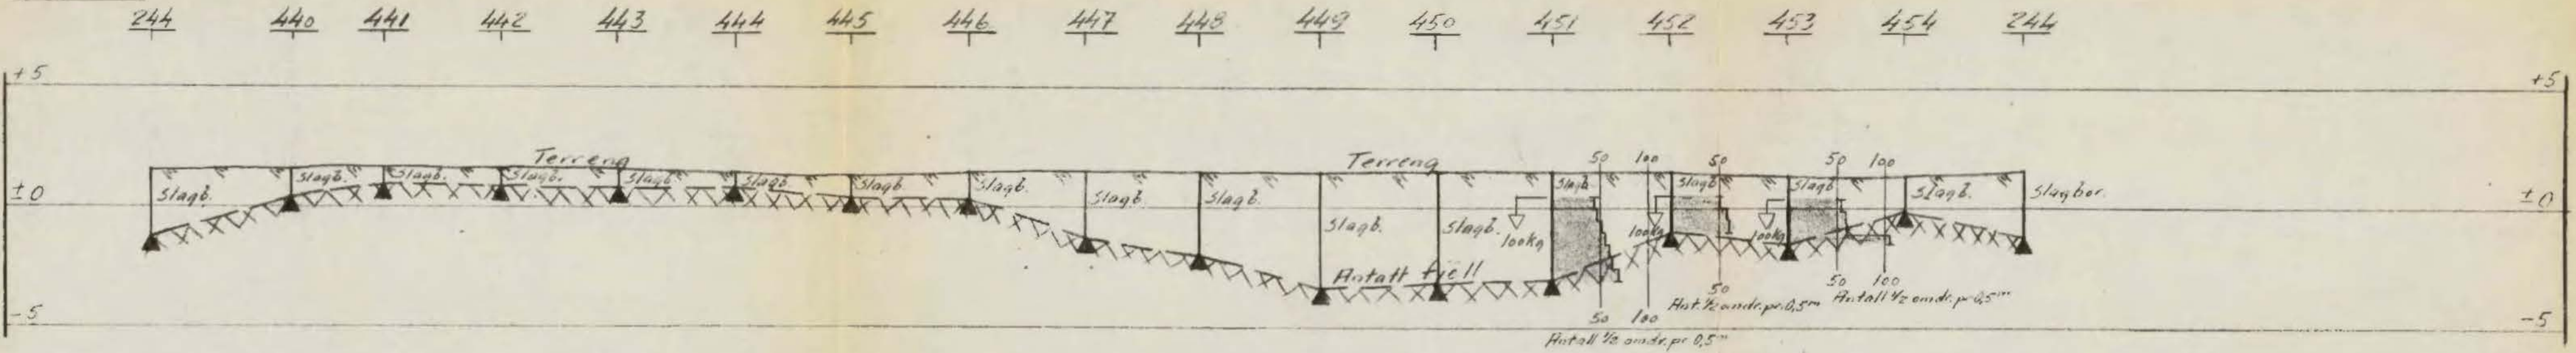 244 440 441 442 443 444 445 446 447 448 449 450 451 452 453 454 244
+5 +5
Terreng Terreng 50 100 50 50 100
±0 Slagb. Slagb. Slagb. Slagb. Slagb. Slagb. Slagb. Slagb. Slagb. Slagb. Slagb. Slagb. Slagb. Slagb. Slagb. Slagb. Slagbor. ±0
100kg 100kg 100kg
Antatt fjell
50 50 100
Ant. 1/2 omdr. pr. 0,5m Antall 1/2 omdr. pr 0,5m
-5 50 100 -5
Antall 1/2 omdr. pr 0,5m